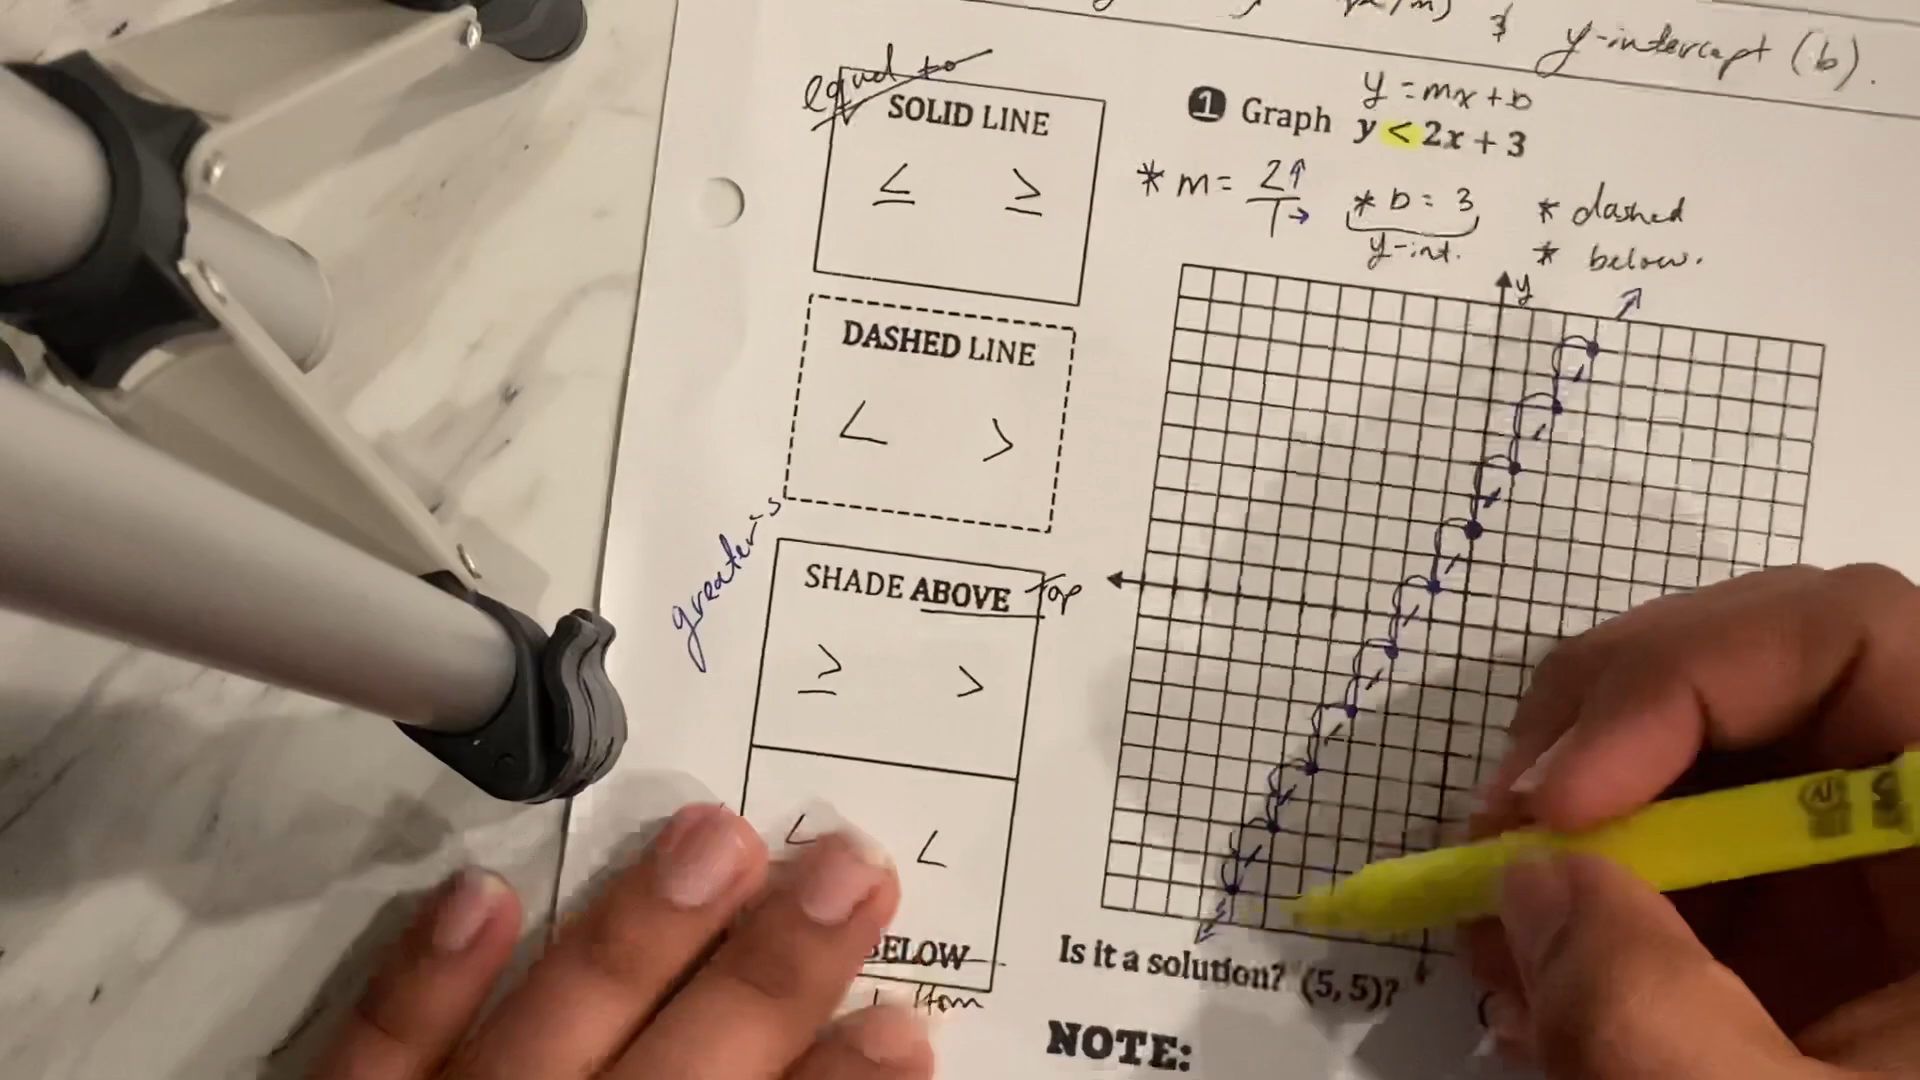 y-intercept (b).
equal to
SOLID LINE
≤ ≥
DASHED LINE
< >
greater
SHADE ABOVE top
≥ >
< <
BELOW
1 Graph y = mx + b
y < 2x + 3
* m = 2↑/1→ * b = 3 * dashed
y-int. * below.
y
Is it a solution? (5, 5)?
NOTE: